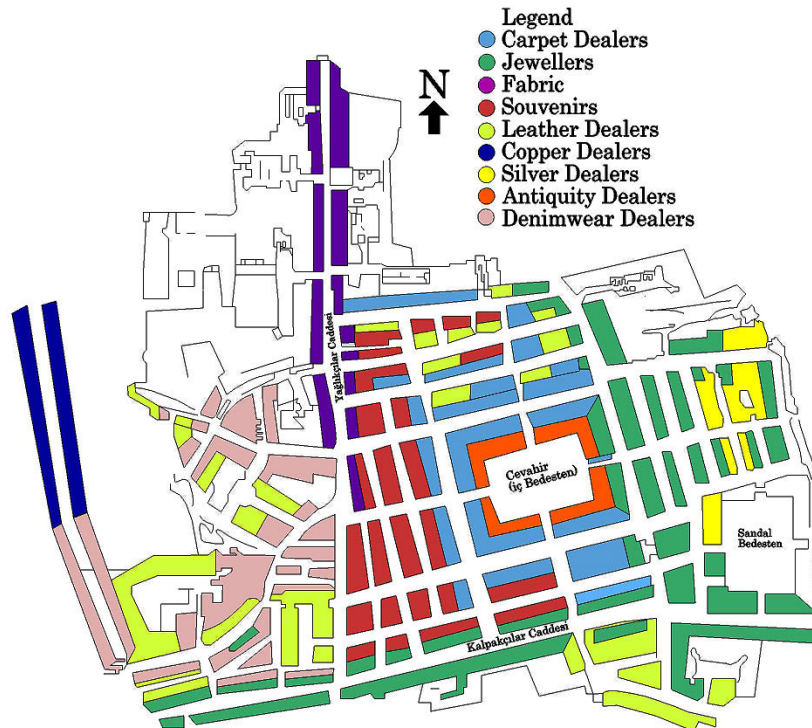 Legend
Carpet Dealers
Jewellers
Fabric
Souvenirs
Leather Dealers
Copper Dealers
Silver Dealers
Antiquity Dealers
Denimwear Dealers
N
Yağlıkçılar Caddesi
Cevahir
(iç Bedesten)
Sandal
Bedesten
Kalpakçılar Caddesi